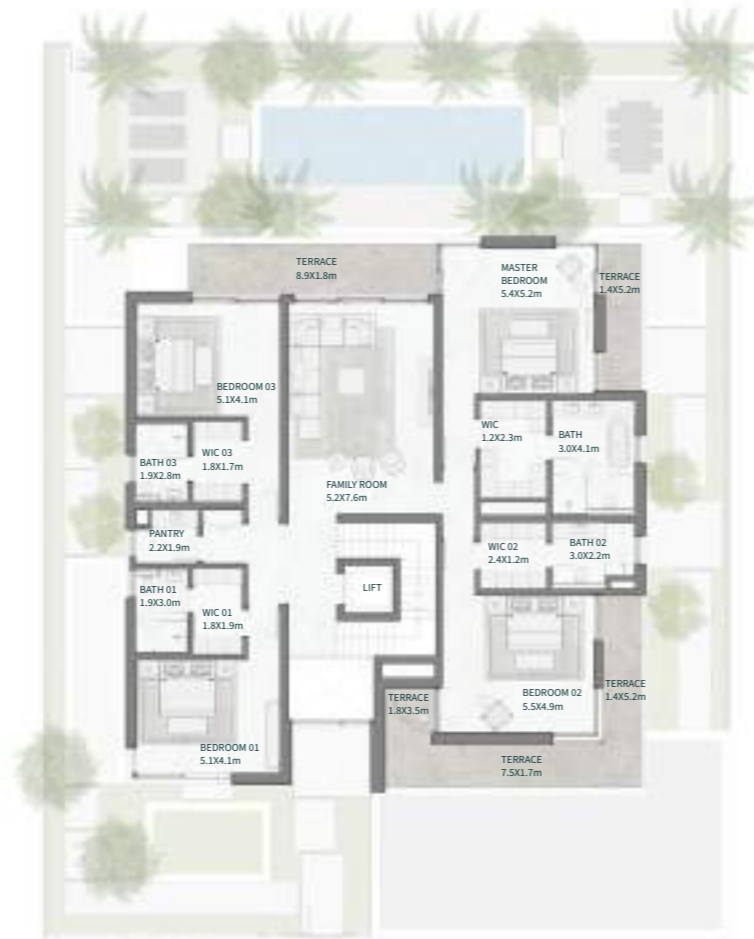 TERRACE
8.9X1.8m
MASTER
BEDROOM
5.4X5.2m
TERRACE
1.4X5.2m
BEDROOM 03
5.1X4.1m
WIC
1.2X2.3m
BATH
3.0X4.1m
WIC 03
1.8X1.7m
BATH 03
1.9X2.8m
FAMILY ROOM
5.2X7.6m
PANTRY
2.2X1.9m
WIC 02
2.4X1.2m
BATH 02
3.0X2.2m
LIFT
BATH 01
1.9X3.0m
WIC 01
1.8X1.9m
TERRACE
1.8X3.5m
BEDROOM 02
5.5X4.9m
TERRACE
1.4X5.2m
BEDROOM 01
5.1X4.1m
TERRACE
7.5X1.7m